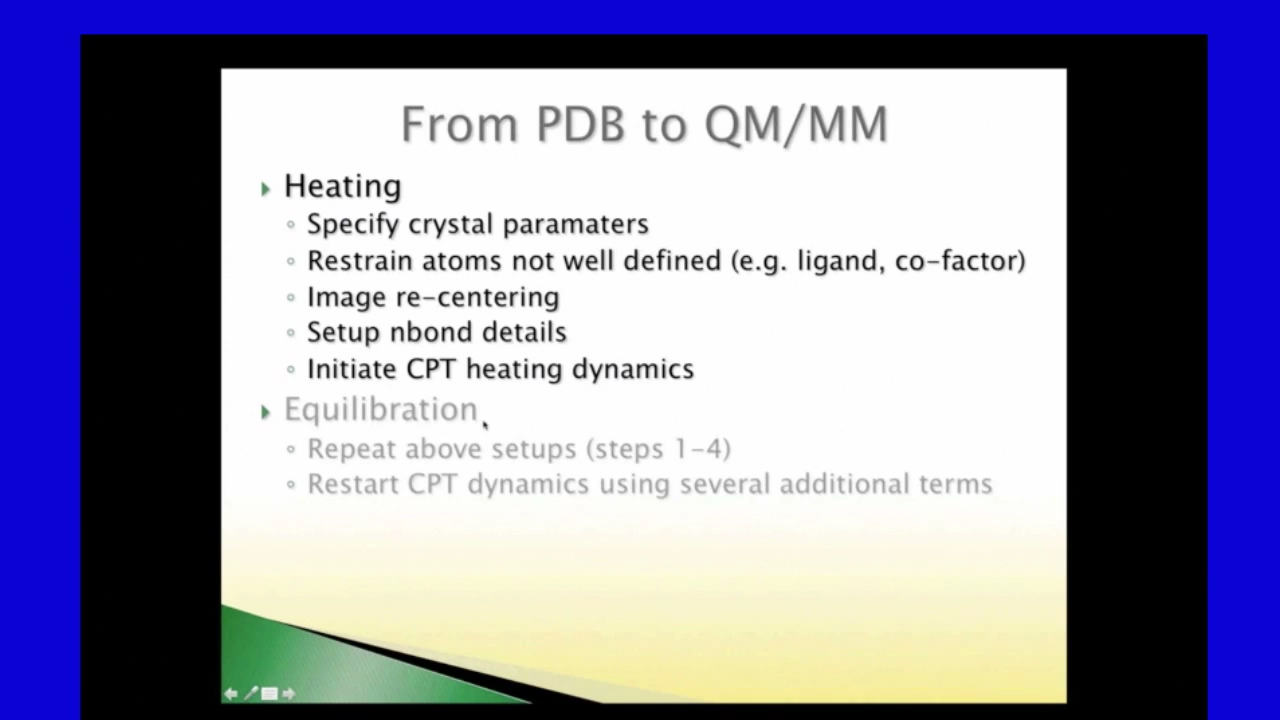 From PDB to QM/MM
Heating
Specify crystal paramaters
Restrain atoms not well defined (e.g. ligand, co-factor)
Image re-centering
Setup nbond details
Initiate CPT heating dynamics
Equilibration
Repeat above setups (steps 1-4)
Restart CPT dynamics using several additional terms